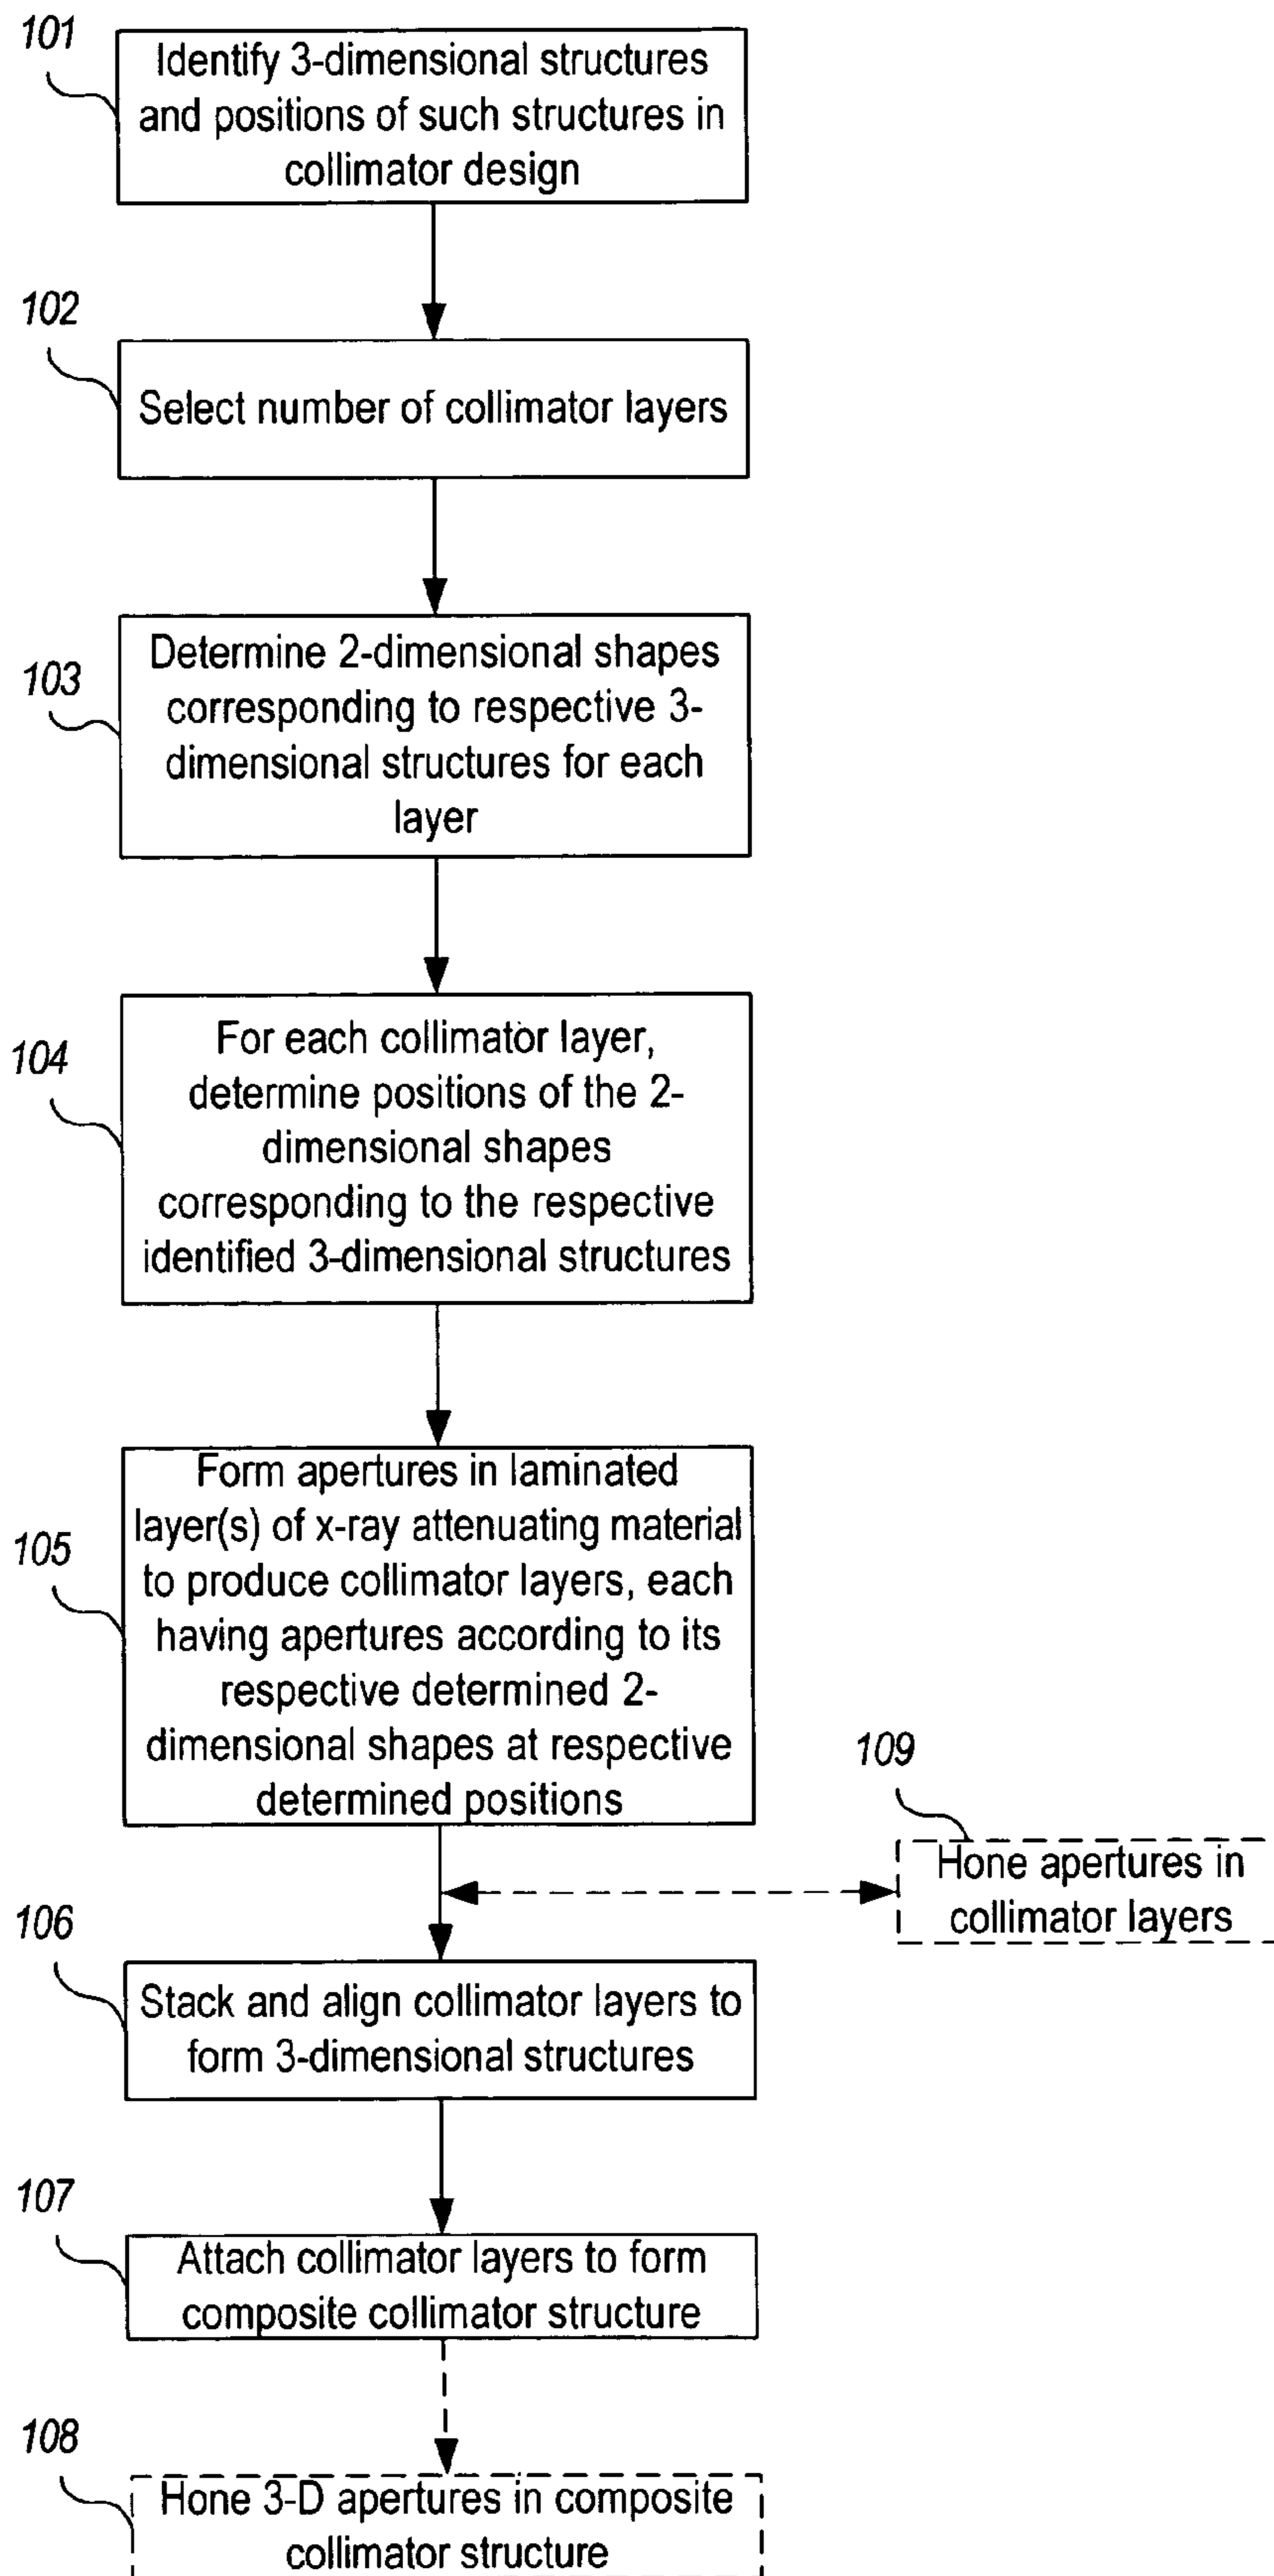 101
Identify 3-dimensional structures
and positions of such structures in
collimator design
102
Select number of collimator layers
103
Determine 2-dimensional shapes
corresponding to respective 3-
dimensional structures for each
layer
104
For each collimator layer,
determine positions of the 2-
dimensional shapes
corresponding to the respective
identified 3-dimensional structures
105
Form apertures in laminated
layer(s) of x-ray attenuating material
to produce collimator layers, each
having apertures according to its
respective determined 2-
dimensional shapes at respective
determined positions
109
Hone apertures in
collimator layers
106
Stack and align collimator layers to
form 3-dimensional structures
107
Attach collimator layers to form
composite collimator structure
108
Hone 3-D apertures in composite
collimator structure